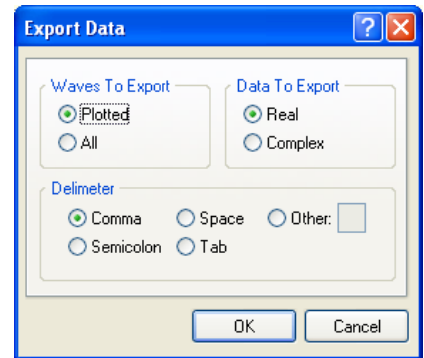 Export Data
Waves To Export
Plotted
All
Data To Export
Real
Complex
Delimeter
Comma
Space
Other:
Semicolon
Tab
OK
Cancel